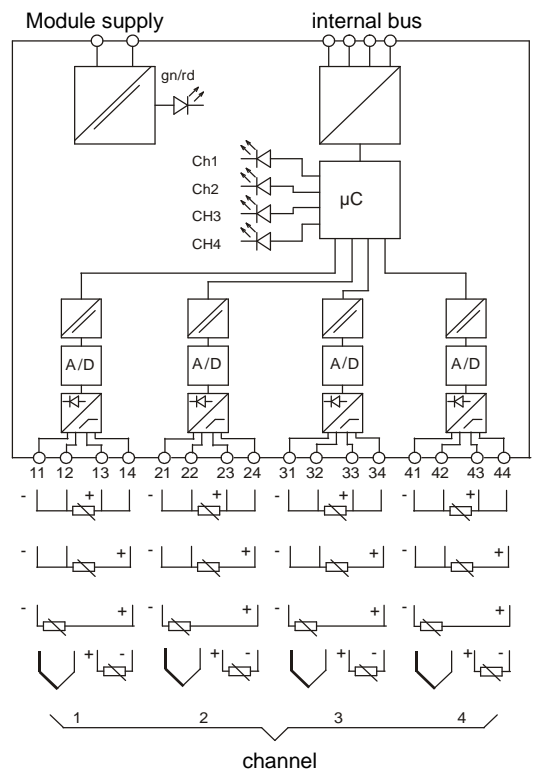 Module supply internal bus
gn/rd
Ch1
Ch2
CH3
CH4
µC
A/D A/D A/D A/D
11 12 13 14 21 22 23 24 31 32 33 34 41 42 43 44
- + - + - + - +
- + - + - + - +
- + - + - + - +
+ - + - + - + -
1 2 3 4
channel